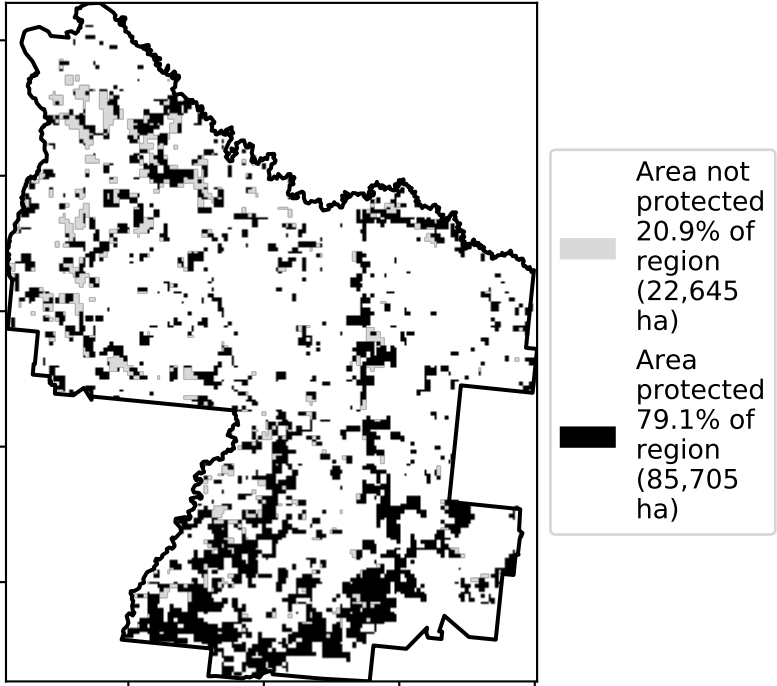 Area not
protected
20.9% of
region
(22,645
ha)
Area
protected
79.1% of
region
(85,705
ha)